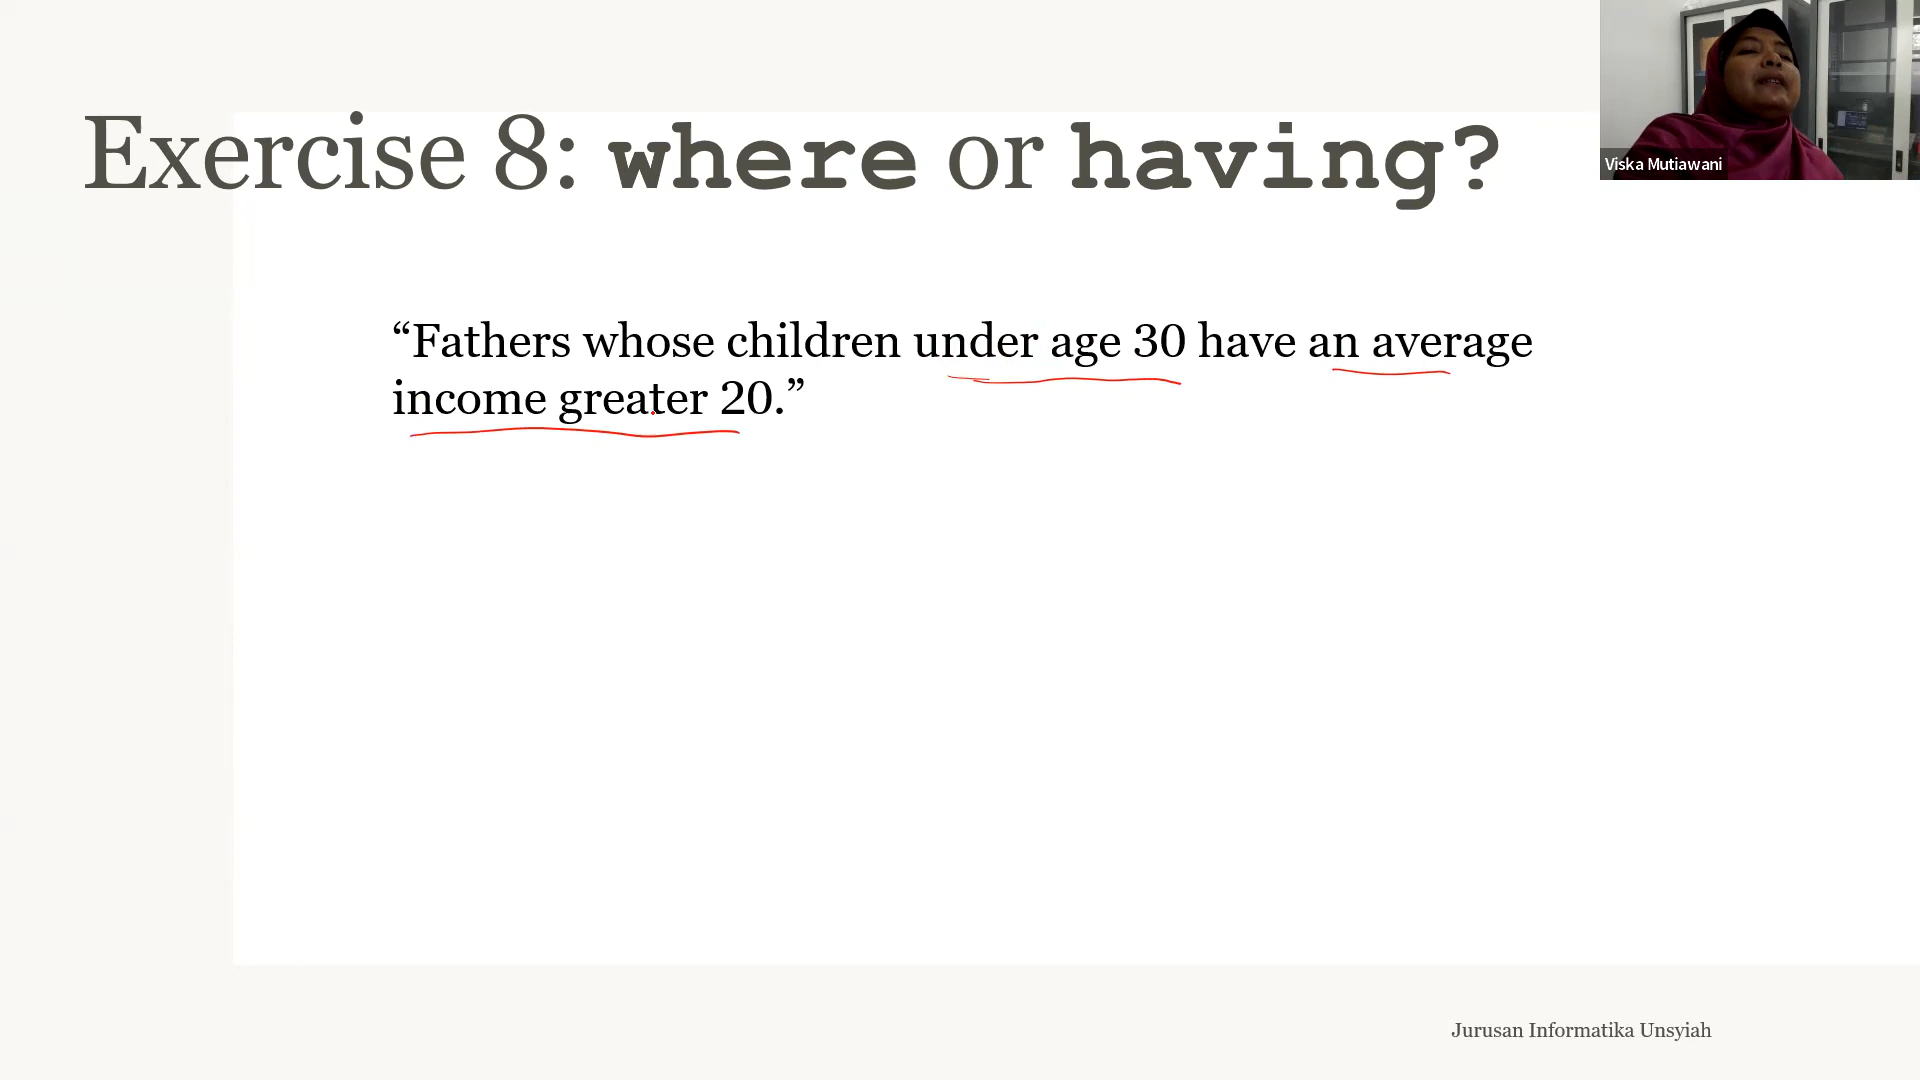 Exercise 8: where or having?
Viska Mutiawani
“Fathers whose children under age 30 have an average
income greater 20.”
Jurusan Informatika Unsyiah